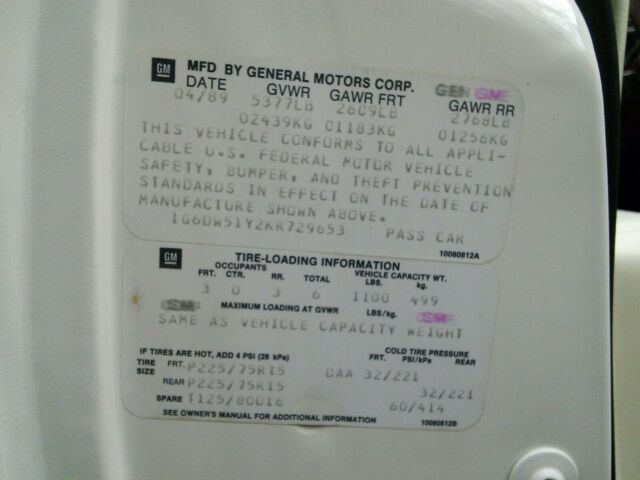 GM MFD BY GENERAL MOTORS CORP.
DATE GVWR GAWR FRT GAWR RR
04/89 5377LB 2609LB 2768LB
02439KG 01183KG 01256KG
THIS VEHICLE CONFORMS TO ALL APPLI-
CABLE U.S. FEDERAL MOTOR VEHICLE
SAFETY, BUMPER, AND THEFT PREVENTION
STANDARDS IN EFFECT ON THE DATE OF
MANUFACTURE SHOWN ABOVE.
1G6DW51Y2KR729653 PASS CAR
10080812A
GM TIRE-LOADING INFORMATION
OCCUPANTS VEHICLE CAPACITY WT.
FRT. CTR. RR. TOTAL LBS. kg.
3 0 3 6 1100 499
MAXIMUM LOADING AT GVWR LBS/kg.
SAME AS VEHICLE CAPACITY WEIGHT
IF TIRES ARE HOT, ADD 4 PSI (28 kPa) COLD TIRE PRESSURE
FRT. PSI/kPa REAR
TIRE SIZE FRT. P225/75R15 DAA 32/221
REAR P225/75R15 32/221
SPARE T125/80D16 60/414
SEE OWNER'S MANUAL FOR ADDITIONAL INFORMATION 10080812B